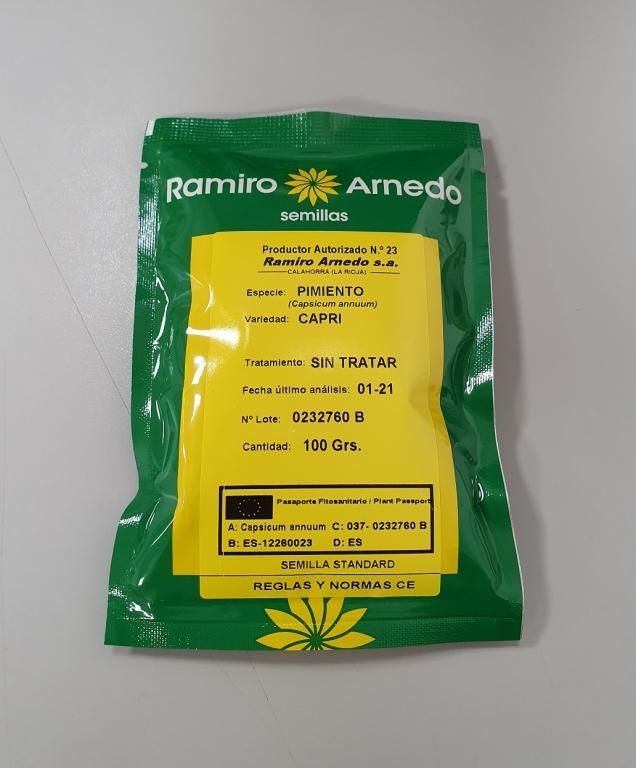 Ramiro Arnedo
semillas
Productor Autorizado N.º 23
Ramiro Arnedo s.a.
CALAHORRA (LA RIOJA)
Especie: PIMIENTO
(Capsicum annuum)
Variedad: CAPRI
Tratamiento: SIN TRATAR
Fecha último análisis: 01-21
Nº Lote: 0232760 B
Cantidad: 100 Grs.
Pasaporte Fitosanitario / Plant Passport
A: Capsicum annuum C: 037- 0232760 B
B: ES-12260023 D: ES
SEMILLA STANDARD
REGLAS Y NORMAS CE